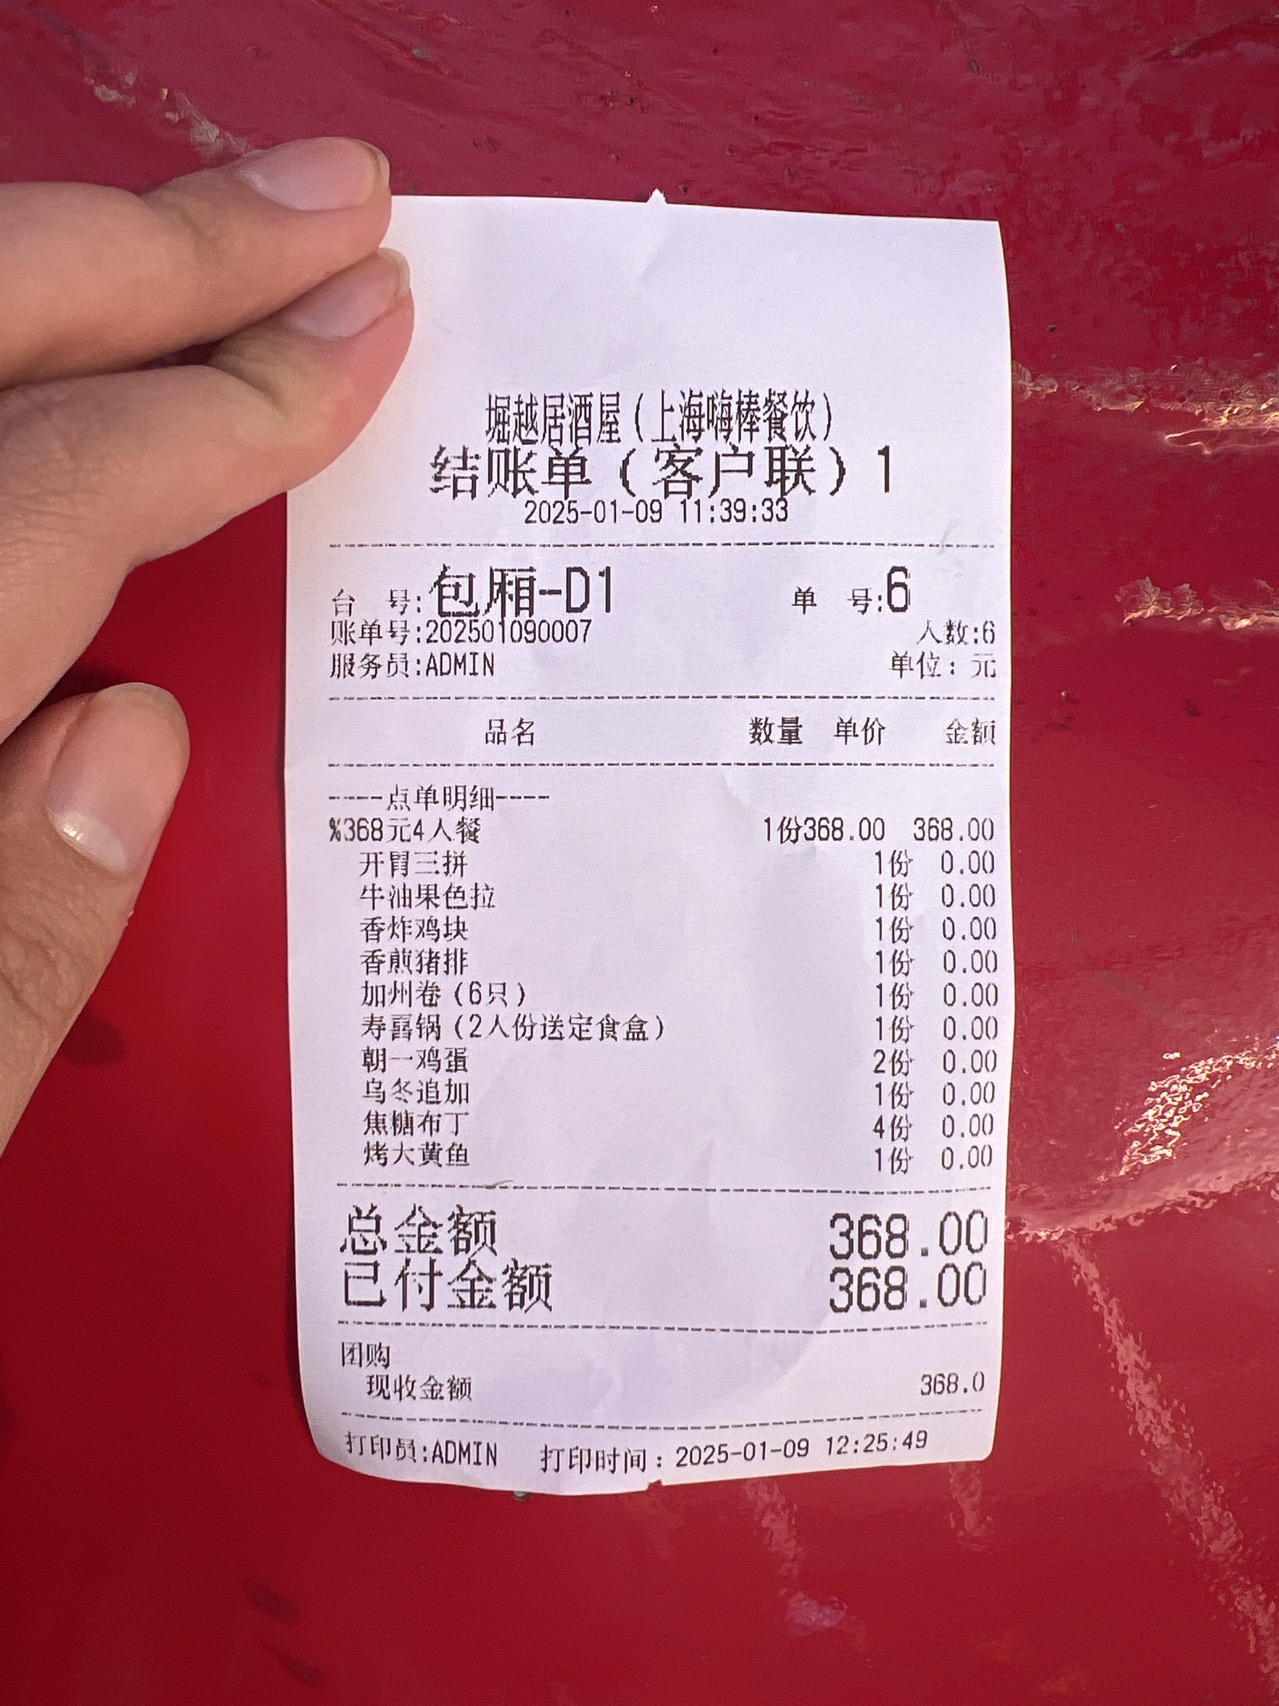 堀越居酒屋（上海嗨棒餐饮）
结账单（客户联）1
2025-01-09 11:39:33
台 号:包厢-D1 单 号:6
账单号:202501090007 人数:6
服务员:ADMIN 单位：元
品名 数量 单价 金额
----点单明细----
%368元4人餐 1份368.00 368.00
开胃三拼 1份 0.00
牛油果色拉 1份 0.00
香炸鸡块 1份 0.00
香煎猪排 1份 0.00
加州卷（6只） 1份 0.00
寿喜锅（2人份送定食盒） 1份 0.00
朝一鸡蛋 2份 0.00
乌冬追加 1份 0.00
焦糖布丁 4份 0.00
烤大黄鱼 1份 0.00
总金额 368.00
已付金额 368.00
团购
现收金额 368.0
打印员:ADMIN 打印时间：2025-01-09 12:25:49